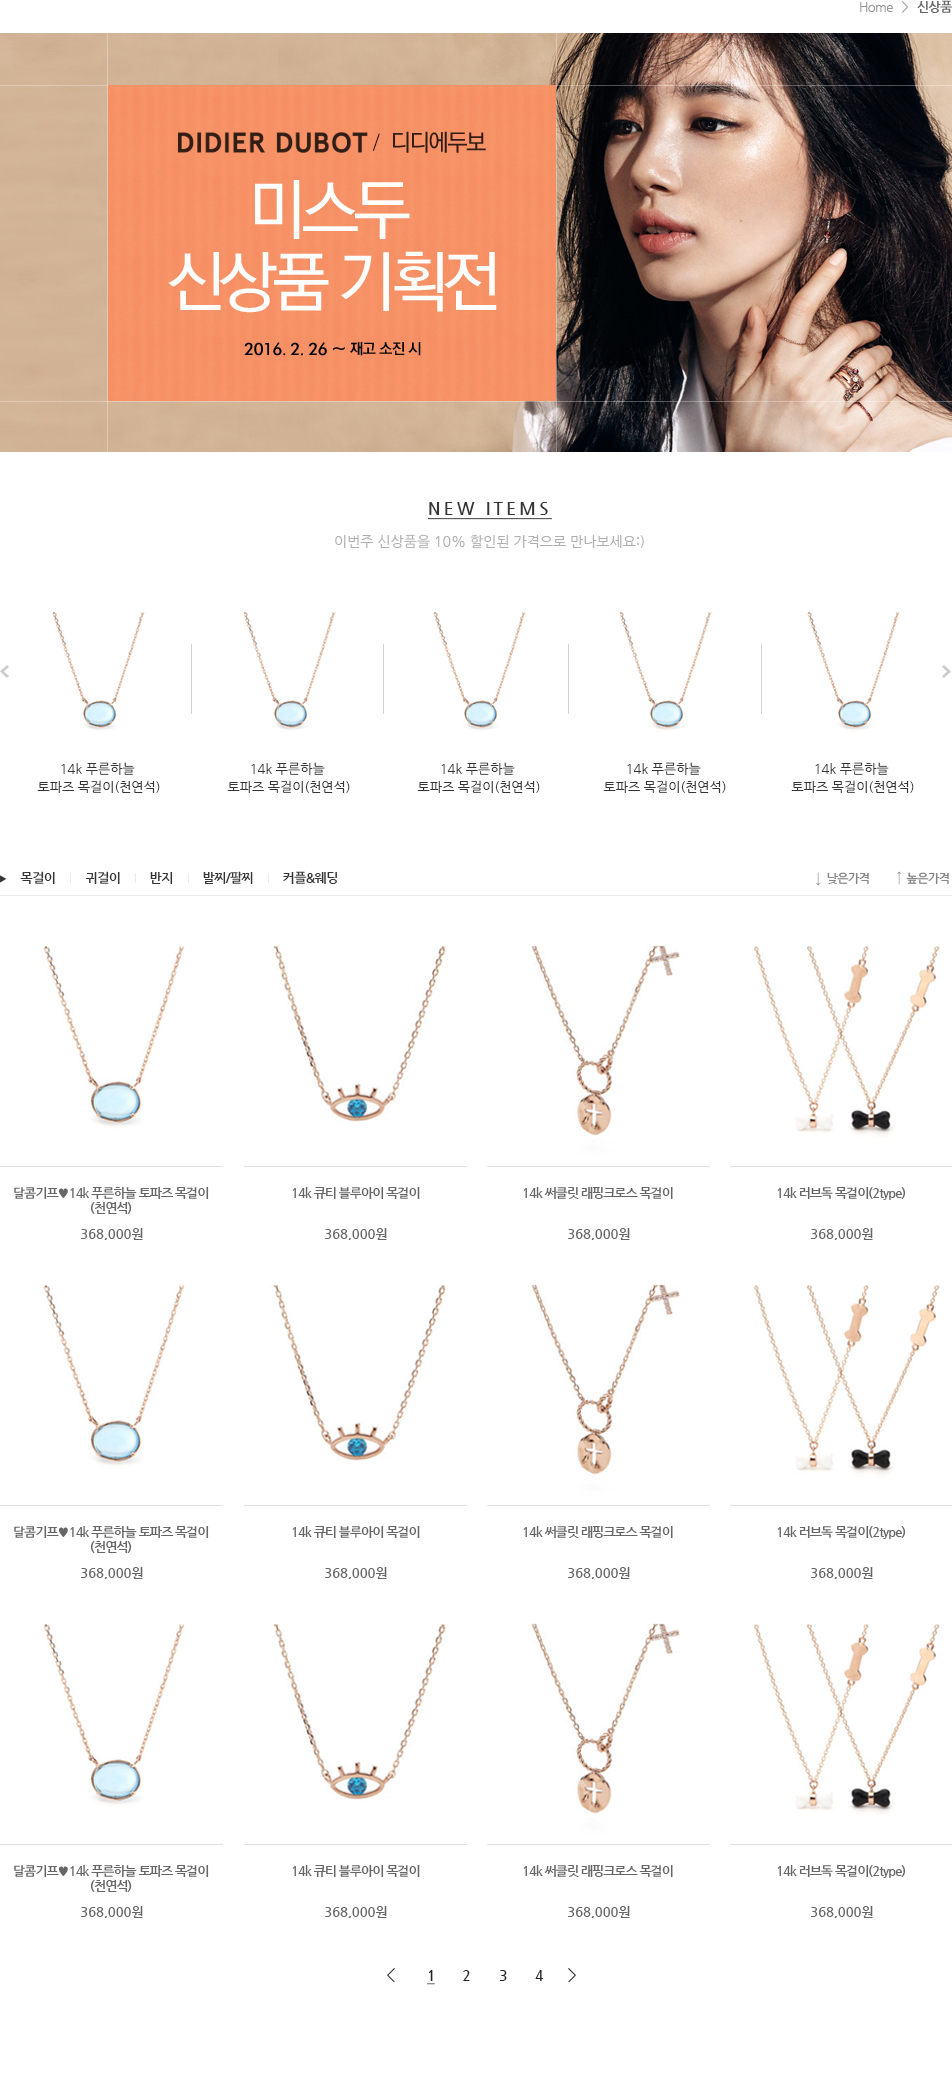 Home > 신상품
DIDIER DUBOT / 디디에두보
미스두
신상품 기획전
2016. 2. 26 ~ 재고 소진 시
NEW ITEMS
이번주 신상품을 10% 할인된 가격으로 만나보세요:)
14k 푸른하늘
토파즈 목걸이(천연석)
14k 푸른하늘
토파즈 목걸이(천연석)
14k 푸른하늘
토파즈 목걸이(천연석)
14k 푸른하늘
토파즈 목걸이(천연석)
14k 푸른하늘
토파즈 목걸이(천연석)
▶ 목걸이 | 귀걸이 | 반지 | 발찌/팔찌 | 커플&웨딩
↓ 낮은가격 ↑ 높은가격
달콤기프♥14k 푸른하늘 토파즈 목걸이
(천연석)
368,000원
14k 큐티 블루아이 목걸이
368,000원
14k 써클릿 래핑크로스 목걸이
368,000원
14k 러브독 목걸이(2type)
368,000원
달콤기프♥14k 푸른하늘 토파즈 목걸이
(천연석)
368,000원
14k 큐티 블루아이 목걸이
368,000원
14k 써클릿 래핑크로스 목걸이
368,000원
14k 러브독 목걸이(2type)
368,000원
달콤기프♥14k 푸른하늘 토파즈 목걸이
(천연석)
368,000원
14k 큐티 블루아이 목걸이
368,000원
14k 써클릿 래핑크로스 목걸이
368,000원
14k 러브독 목걸이(2type)
368,000원
< 1 2 3 4 >